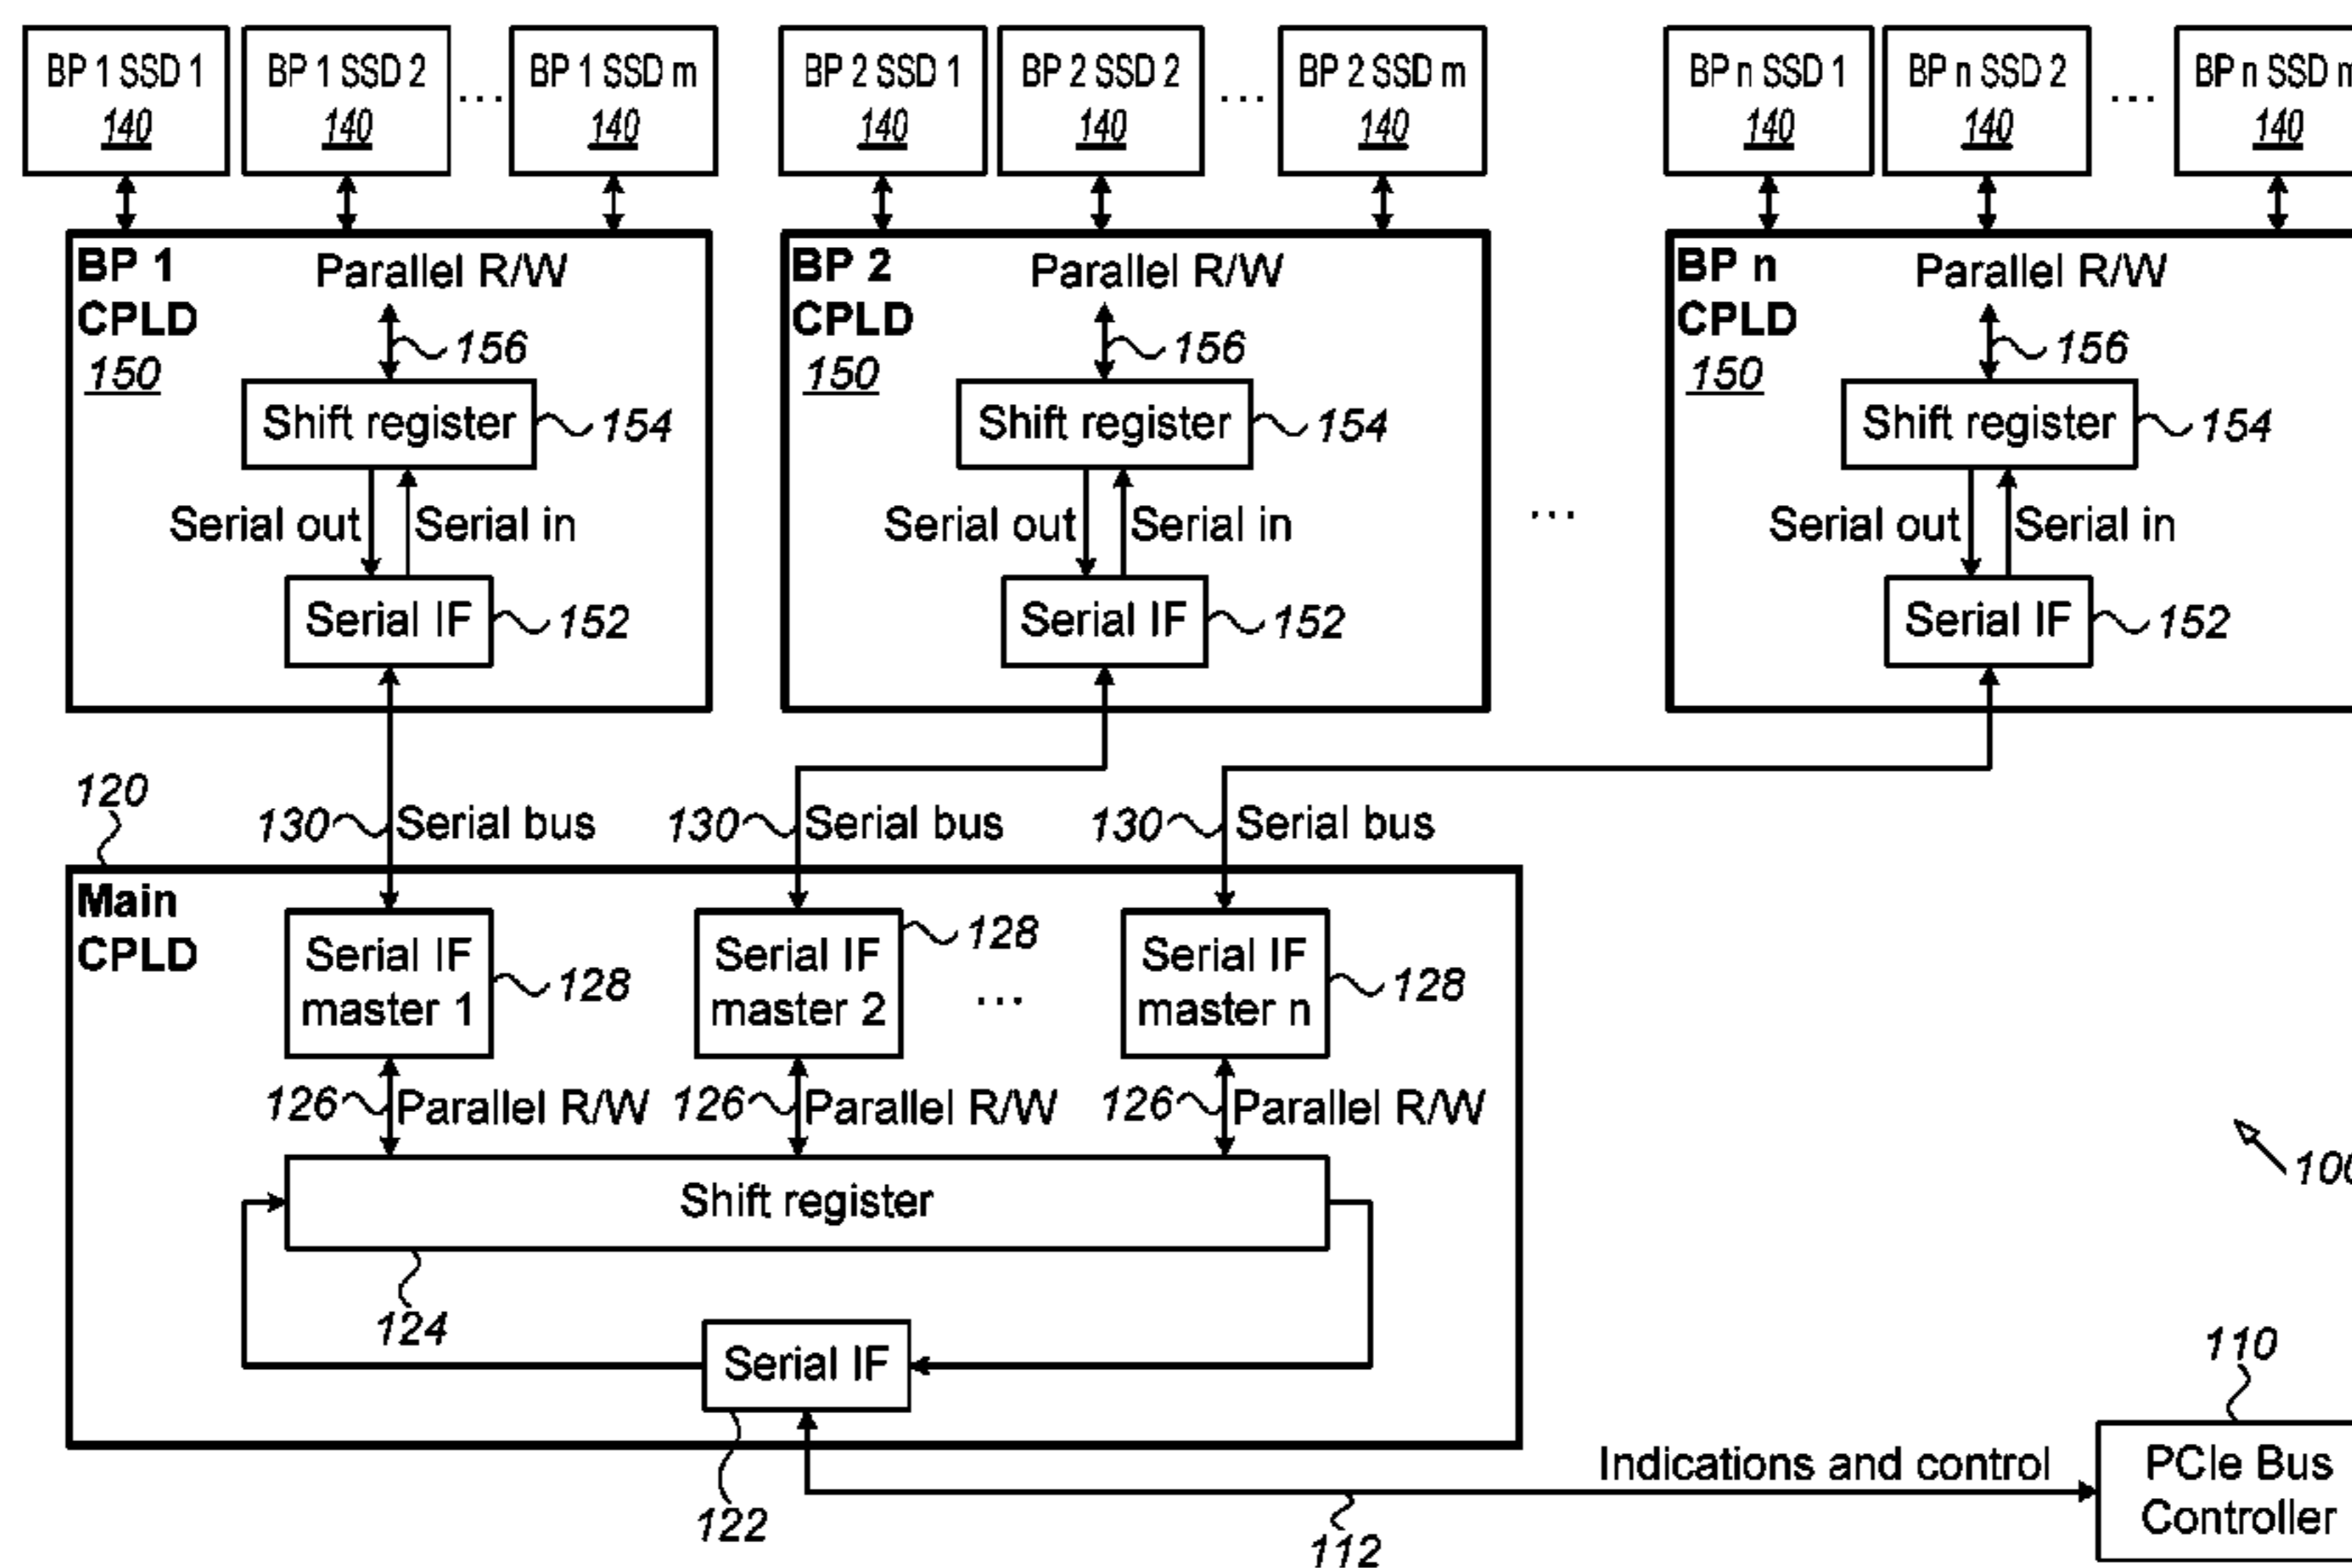 BP 1 SSD 1
140
BP 1 SSD 2
140
...
BP 1 SSD m
140
BP 2 SSD 1
140
BP 2 SSD 2
140
...
BP 2 SSD m
140
BP n SSD 1
140
BP n SSD 2
140
...
BP n SSD m
140
BP 1
CPLD
150
Parallel R/W
156
Shift register
154
Serial out
Serial in
Serial IF
152
BP 2
CPLD
150
Parallel R/W
156
Shift register
154
Serial out
Serial in
Serial IF
152
...
BP n
CPLD
150
Parallel R/W
156
Shift register
154
Serial out
Serial in
Serial IF
152
120
130
Serial bus
130
Serial bus
130
Serial bus
Main
CPLD
Serial IF
master 1
128
Serial IF
master 2
128
...
Serial IF
master n
128
126
Parallel R/W
126
Parallel R/W
126
Parallel R/W
Shift register
124
100
Serial IF
122
Indications and control
112
110
PCIe Bus
Controller